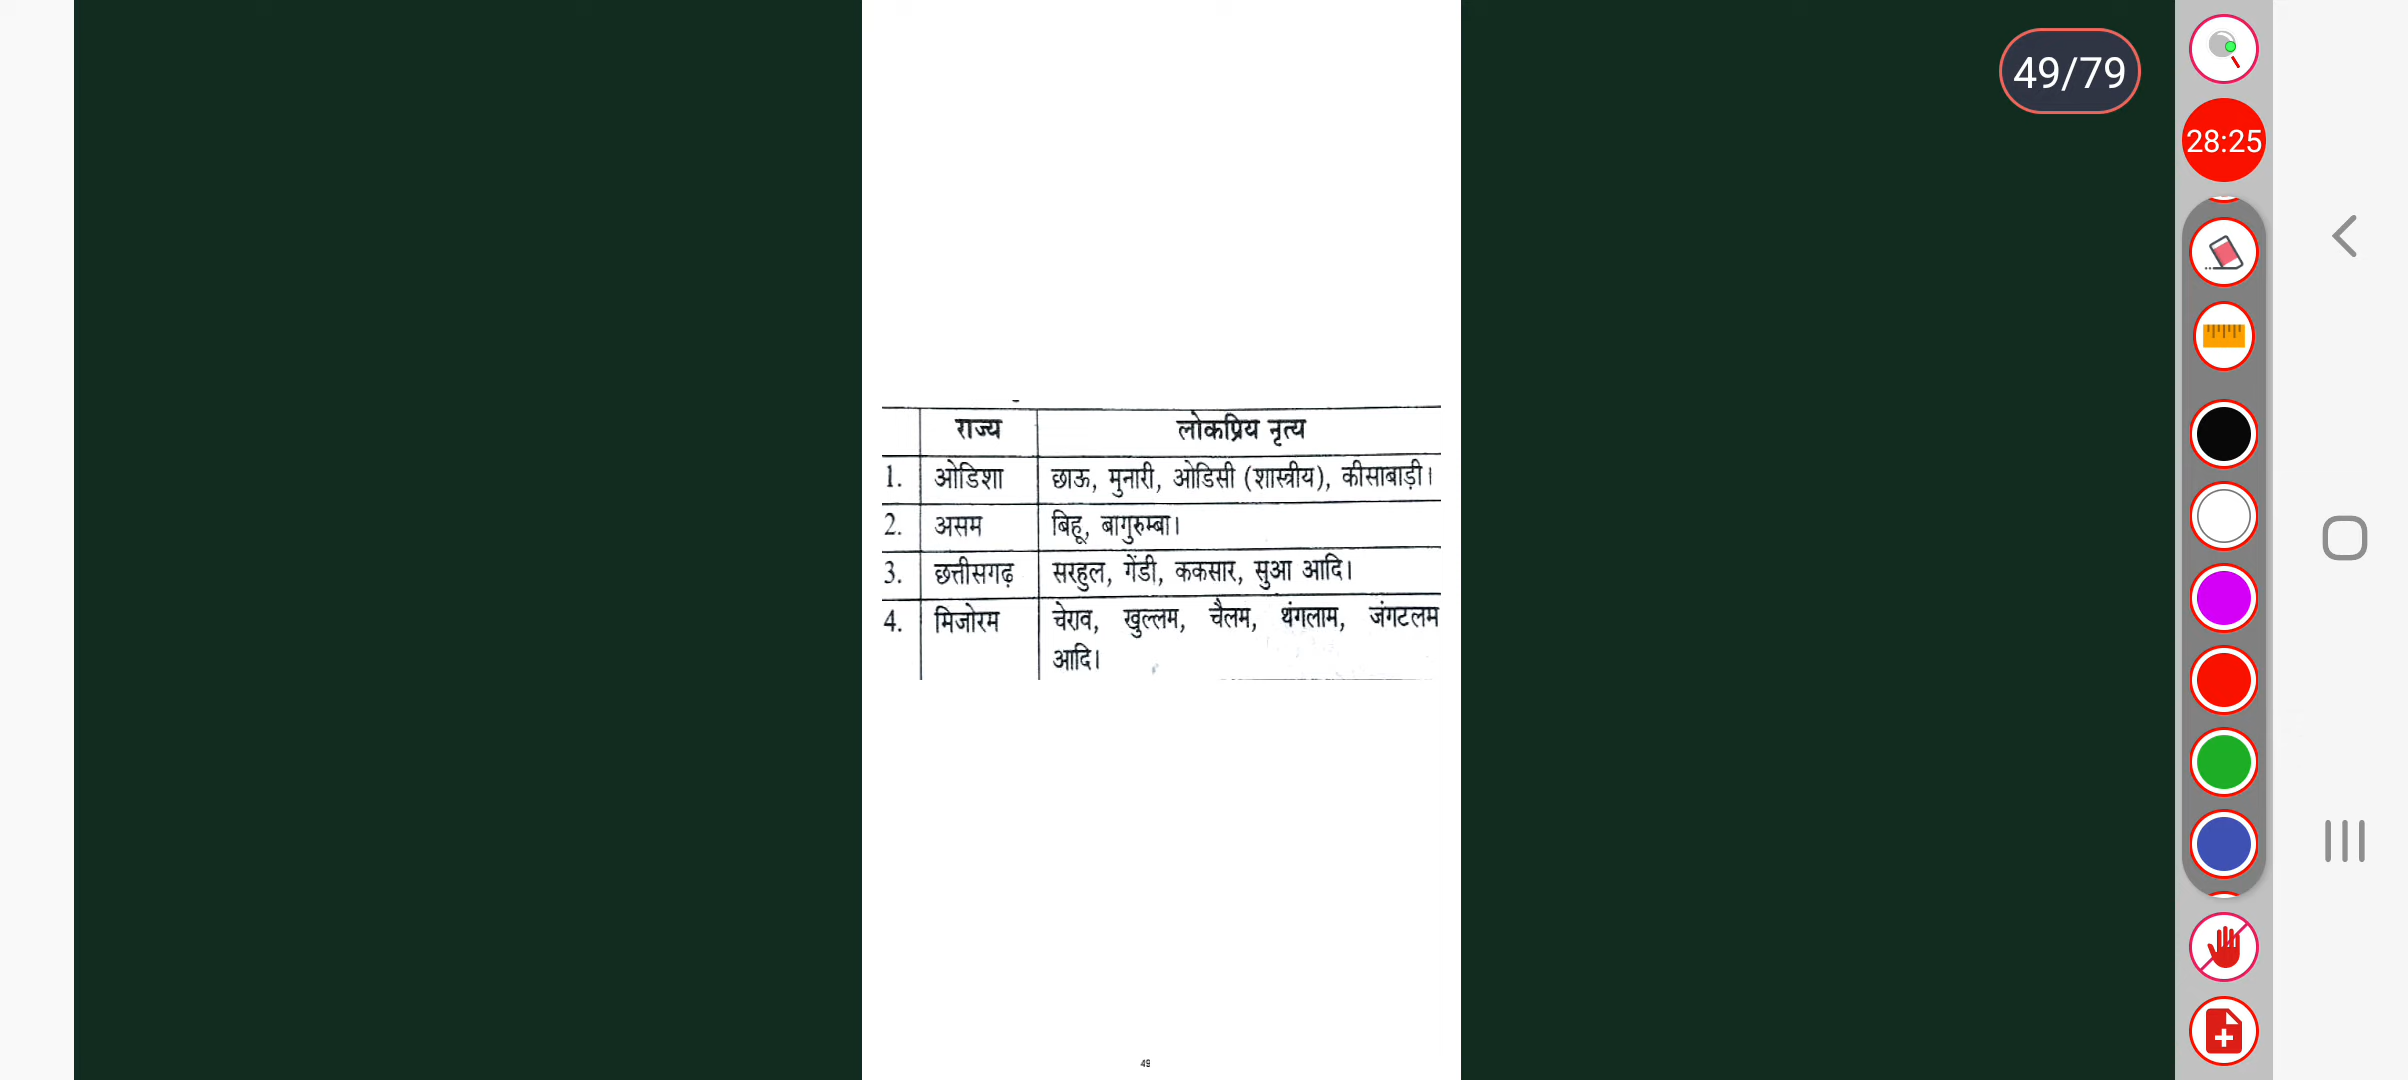 49/79
28:25
राज्य लोकप्रिय नृत्य
1. ओडिशा छाऊ, मुनारी, ओडिसी (शास्त्रीय), कीसाबाड़ी।
2. असम बिहू, बागुरुम्बा।
3. छत्तीसगढ़ सरहुल, गेंडी, ककसार, सुआ आदि।
4. मिजोरम चेराव, खुल्लम, चैलम, थंगलाम, जंगटलम
आदि।
49